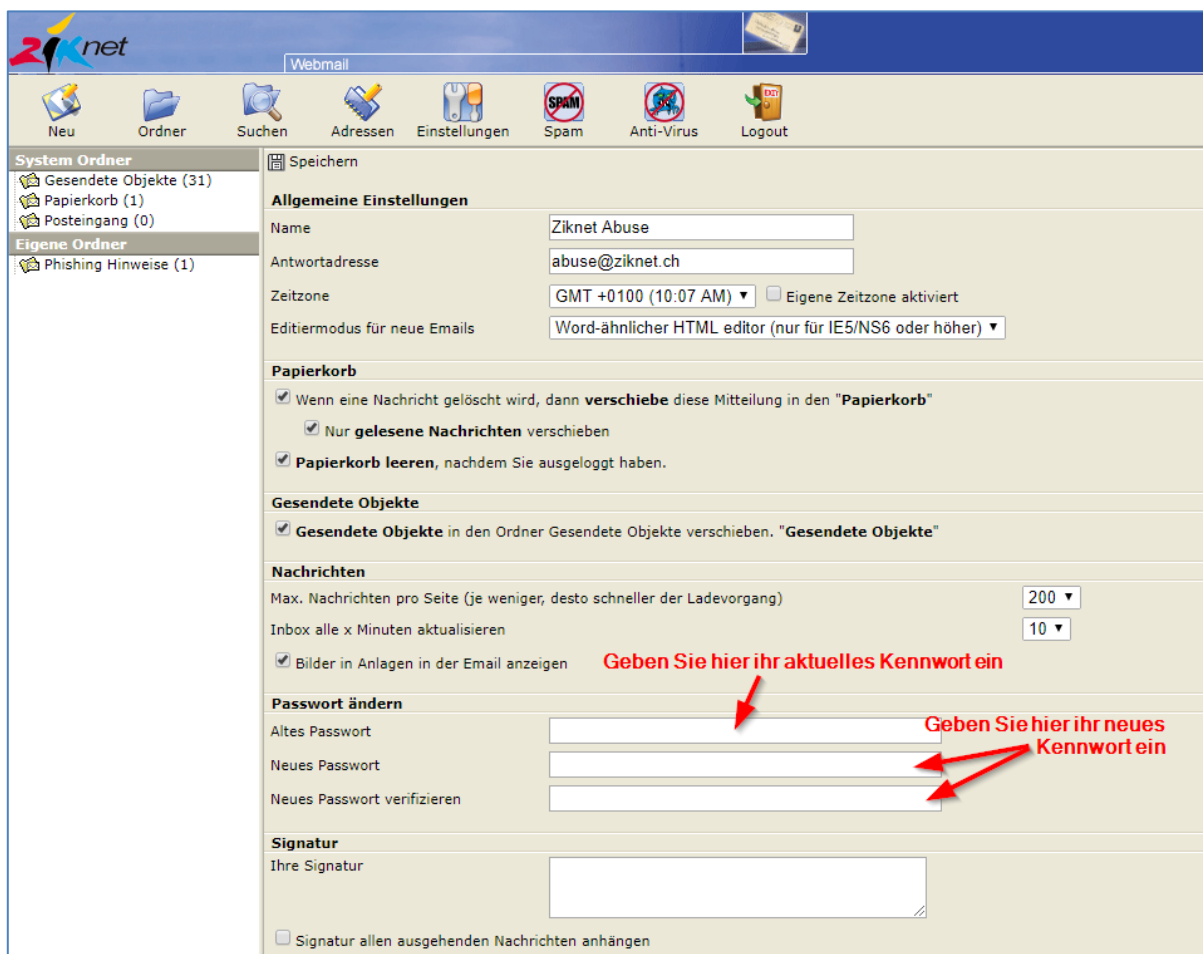 ziknet
Webmail
Neu Ordner Suchen Adressen Einstellungen SPAM Spam Anti-Virus EXIT Logout
System Ordner
Gesendete Objekte (31)
Papierkorb (1)
Posteingang (0)
Eigene Ordner
Phishing Hinweise (1)
Speichern
Allgemeine Einstellungen
Name Ziknet Abuse
Antwortadresse abuse@ziknet.ch
Zeitzone GMT +0100 (10:07 AM) Eigene Zeitzone aktiviert
Editiermodus für neue Emails Word-ähnlicher HTML editor (nur für IE5/NS6 oder höher)
Papierkorb
Wenn eine Nachricht gelöscht wird, dann verschiebe diese Mitteilung in den "Papierkorb"
Nur gelesene Nachrichten verschieben
Papierkorb leeren, nachdem Sie ausgeloggt haben.
Gesendete Objekte
Gesendete Objekte in den Ordner Gesendete Objekte verschieben. "Gesendete Objekte"
Nachrichten
Max. Nachrichten pro Seite (je weniger, desto schneller der Ladevorgang) 200
Inbox alle x Minuten aktualisieren 10
Bilder in Anlagen in der Email anzeigen
Geben Sie hier ihr aktuelles Kennwort ein
Passwort ändern
Altes Passwort
Geben Sie hier ihr neues
Kennwort ein
Neues Passwort
Neues Passwort verifizieren
Signatur
Ihre Signatur
Signatur allen ausgehenden Nachrichten anhängen